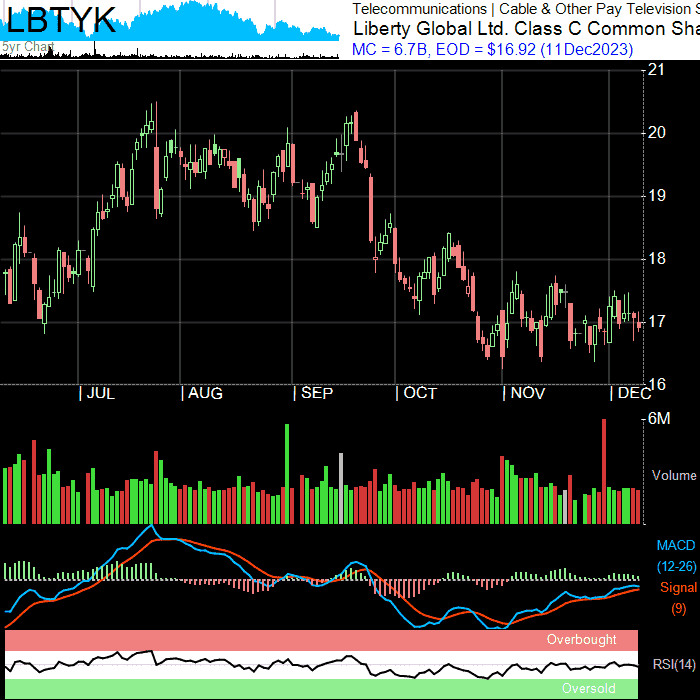 LBTYK
5yr Chart
Telecommunications | Cable & Other Pay Television S
Liberty Global Ltd. Class C Common Sha
MC = 6.7B, EOD = $16.92 (11Dec2023)
21
20
19
18
17
16
JUL
AUG
SEP
OCT
NOV
DEC
6M
Volume
MACD
(12-26)
Signal
(9)
Overbought
RSI(14)
Oversold